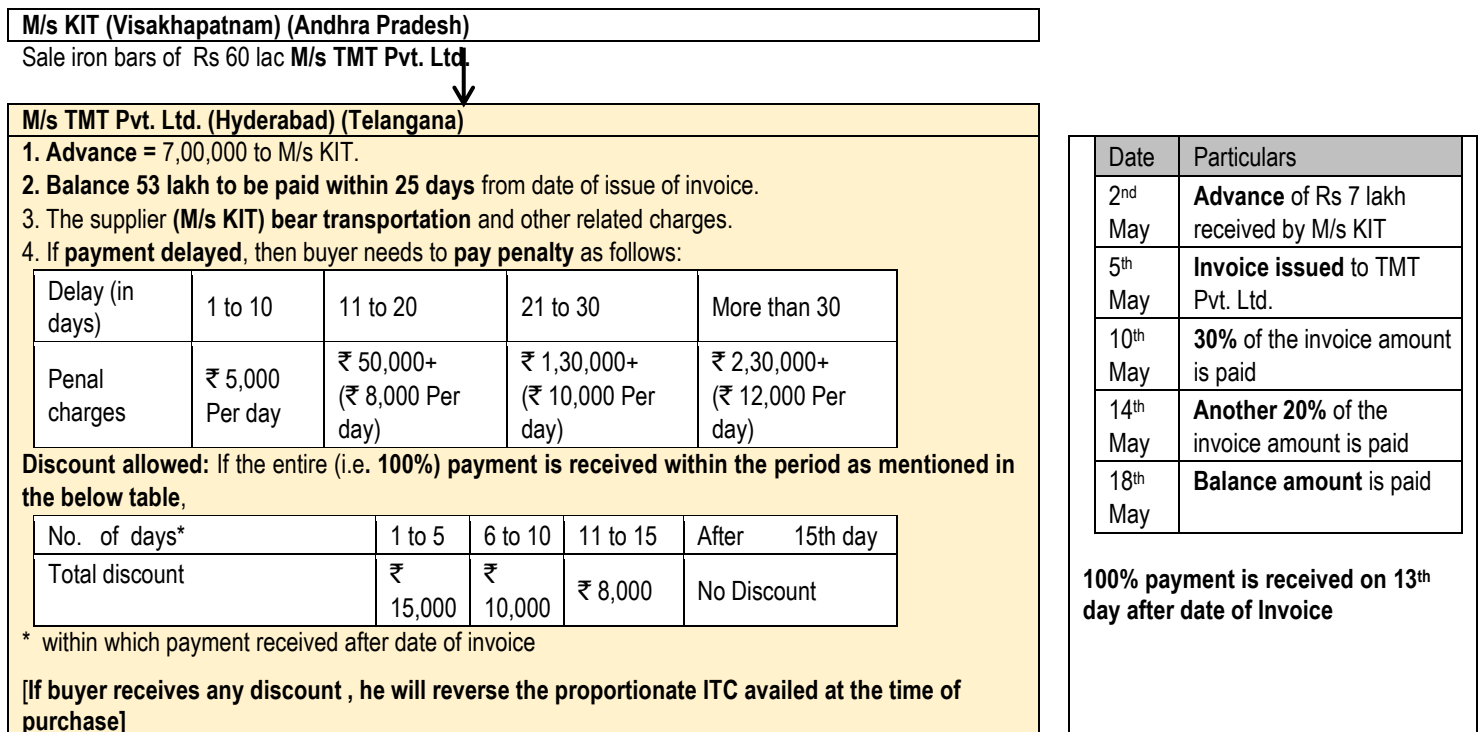 M/s KIT (Visakhapatnam) (Andhra Pradesh)
Sale iron bars of Rs 60 lac M/s TMT Pvt. Ltd.
M/s TMT Pvt. Ltd. (Hyderabad) (Telangana)
1. Advance = 7,00,000 to M/s KIT.
2. Balance 53 lakh to be paid within 25 days from date of issue of invoice.
3. The supplier (M/s KIT) bear transportation and other related charges.
4. If payment delayed, then buyer needs to pay penalty as follows:
Delay (in
days)
1 to 10
11 to 20
21 to 30
More than 30
Penal
charges
₹ 5,000
Per day
₹ 50,000+
(₹ 8,000 Per
day)
₹ 1,30,000+
(₹ 10,000 Per
day)
₹ 2,30,000+
(₹ 12,000 Per
day)
Discount allowed: If the entire (i.e. 100%) payment is received within the period as mentioned in
the below table,
No. of days*
1 to 5
6 to 10
11 to 15
After 15th day
Total discount
₹
15,000
₹
10,000
₹ 8,000
No Discount
* within which payment received after date of invoice
[If buyer receives any discount , he will reverse the proportionate ITC availed at the time of
purchase]
Date
Particulars
2nd
May
Advance of Rs 7 lakh
received by M/s KIT
5th
May
Invoice issued to TMT
Pvt. Ltd.
10th
May
30% of the invoice amount
is paid
14th
May
Another 20% of the
invoice amount is paid
18th
May
Balance amount is paid
100% payment is received on 13th
day after date of Invoice